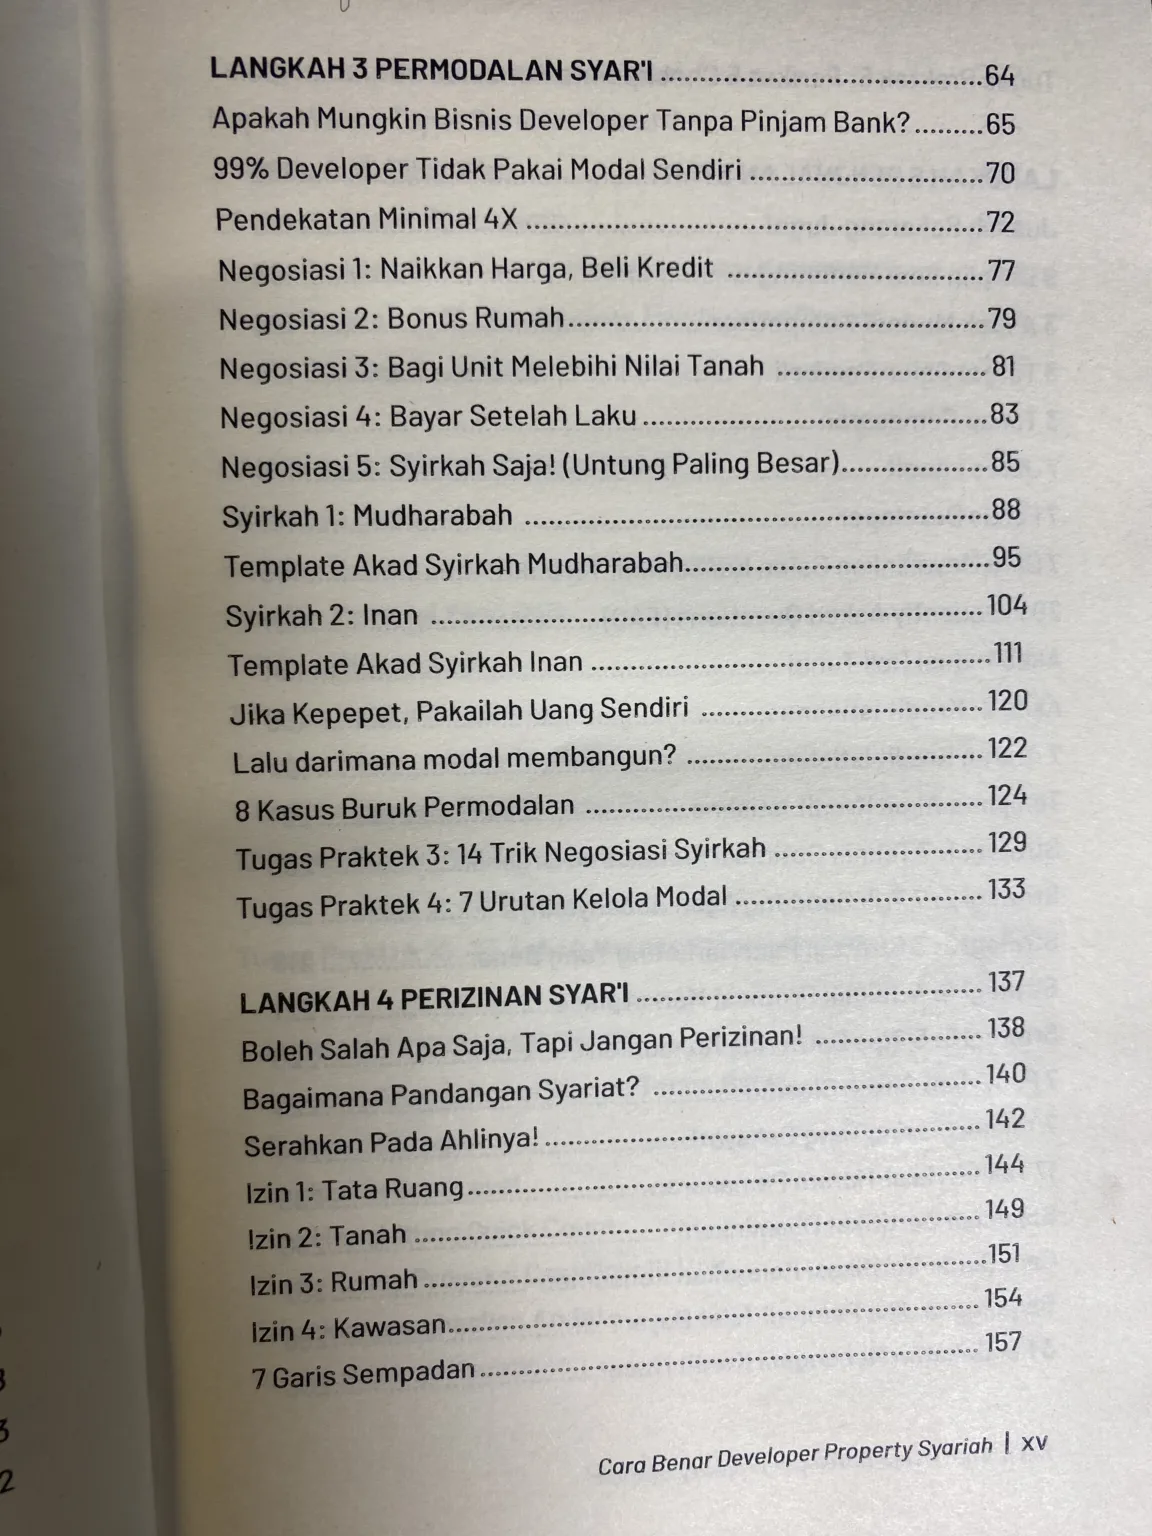 LANGKAH 3 PERMODALAN SYAR'I ........................................ 64
Apakah Mungkin Bisnis Developer Tanpa Pinjam Bank? ......... 65
99% Developer Tidak Pakai Modal Sendiri ............................. 70
Pendekatan Minimal 4X ......................................................... 72
Negosiasi 1: Naikkan Harga, Beli Kredit ................................ 77
Negosiasi 2: Bonus Rumah .................................................... 79
Negosiasi 3: Bagi Unit Melebihi Nilai Tanah .......................... 81
Negosiasi 4: Bayar Setelah Laku ........................................... 83
Negosiasi 5: Syirkah Saja! (Untung Paling Besar) .................. 85
Syirkah 1: Mudharabah .......................................................... 88
Template Akad Syirkah Mudharabah ...................................... 95
Syirkah 2: Inan ..................................................................... 104
Template Akad Syirkah Inan .................................................. 111
Jika Kepepet, Pakailah Uang Sendiri ................................... 120
Lalu darimana modal membangun? ..................................... 122
8 Kasus Buruk Permodalan .................................................. 124
Tugas Praktek 3: 14 Trik Negosiasi Syirkah .......................... 129
Tugas Praktek 4: 7 Urutan Kelola Modal ............................... 133
LANGKAH 4 PERIZINAN SYAR'I ........................................... 137
Boleh Salah Apa Saja, Tapi Jangan Perizinan! ..................... 138
Bagaimana Pandangan Syariat? ......................................... 140
Serahkan Pada Ahlinya! ...................................................... 142
Izin 1: Tata Ruang ................................................................ 144
Izin 2: Tanah ....................................................................... 149
Izin 3: Rumah ...................................................................... 151
Izin 4: Kawasan ................................................................... 154
7 Garis Sempadan ............................................................... 157
Cara Benar Developer Property Syariah | xv
3
3
2